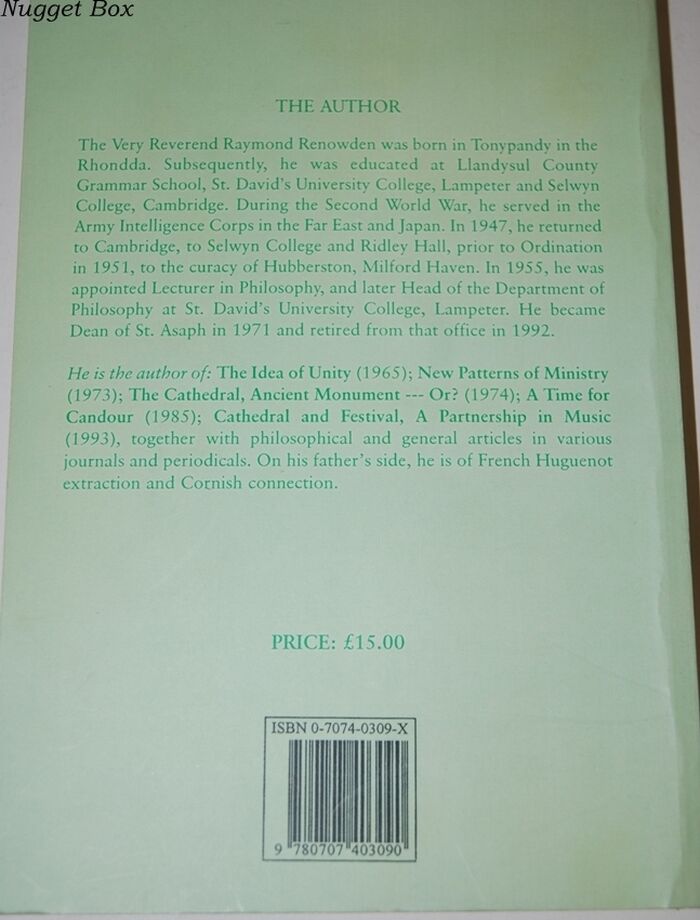 Nugget Box
THE AUTHOR
The Very Reverend Raymond Renowden was born in Tonypandy in the
Rhondda. Subsequently, he was educated at Llandysul County
Grammar School, St. David's University College, Lampeter and Selwyn
College, Cambridge. During the Second World War, he served in the
Army Intelligence Corps in the Far East and Japan. In 1947, he returned
to Cambridge, to Selwyn College and Ridley Hall, prior to Ordination
in 1951, to the curacy of Hubberston, Milford Haven. In 1955, he was
appointed Lecturer in Philosophy, and later Head of the Department of
Philosophy at St. David's University College, Lampeter. He became
Dean of St. Asaph in 1971 and retired from that office in 1992.
He is the author of: The Idea of Unity (1965); New Patterns of Ministry
(1973); The Cathedral, Ancient Monument --- Or? (1974); A Time for
Candour (1985); Cathedral and Festival, A Partnership in Music
(1993), together with philosophical and general articles in various
journals and periodicals. On his father's side, he is of French Huguenot
extraction and Cornish connection.
PRICE: £15.00
ISBN 0-7074-0309-X
9 780707 403090